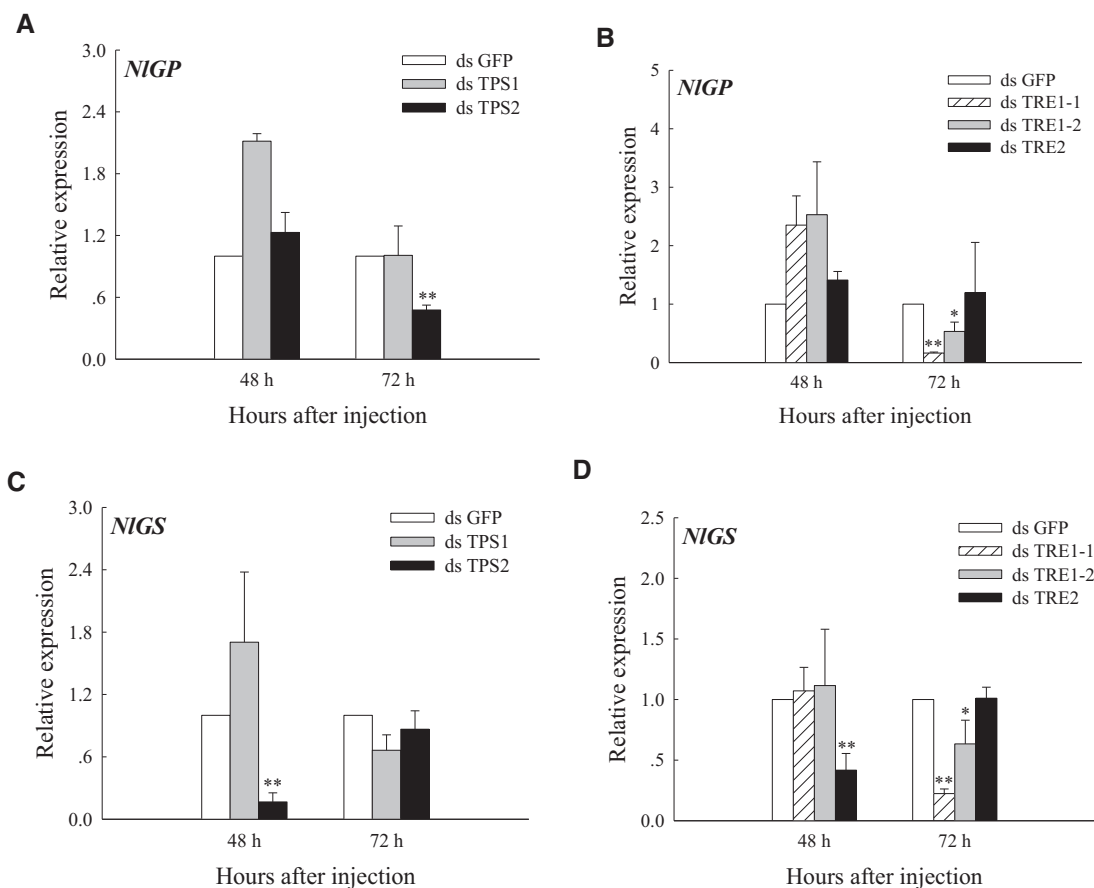 A
NlGP
ds GFP
ds TPS1
ds TPS2
Relative expression
3.0
2.4
1.8
1.2
.6
0.0
**
48 h
72 h
Hours after injection
B
NlGP
ds GFP
ds TRE1-1
ds TRE1-2
ds TRE2
Relative expression
5
4
3
2
1
0
**
*
48 h
72 h
Hours after injection
C
NlGS
ds GFP
ds TPS1
ds TPS2
Relative expression
3.0
2.4
1.8
1.2
.6
0.0
**
48 h
72 h
Hours after injection
D
NlGS
ds GFP
ds TRE1-1
ds TRE1-2
ds TRE2
Relative expression
2.5
2.0
1.5
1.0
.5
0.0
**
**
*
48 h
72 h
Hours after injection